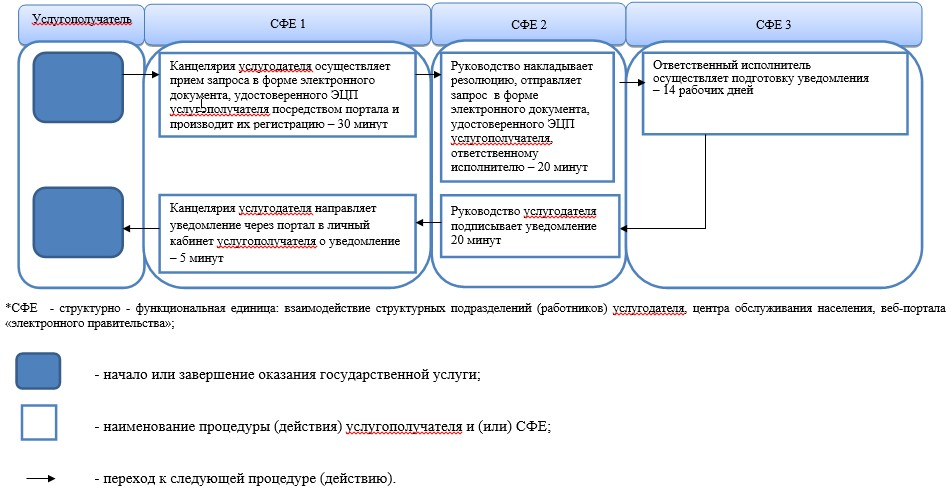 Услугополучатель
СФЕ 1
СФЕ 2
СФЕ 3
Канцелярия услугодателя осуществляет
прием запроса в форме электронного
документа, удостоверенного ЭЦП
услугополучателя посредством портала и
производит их регистрацию – 30 минут
Руководство накладывает
резолюцию, отправляет
запрос в форме
электронного документа,
удостоверенного ЭЦП
услугополучателя,
ответственному
исполнителю – 20 минут
Ответственный исполнитель
осуществляет подготовку уведомления
– 14 рабочих дней
Канцелярия услугодателя направляет
уведомление через портал в личный
кабинет услугополучателя о уведомление
– 5 минут
Руководство услугодателя
подписывает уведомление
20 минут
*СФЕ - структурно - функциональная единица: взаимодействие структурных подразделений (работников) услугодателя, центра обслуживания населения, веб-портала
«электронного правительства»;
- начало или завершение оказания государственной услуги;
- наименование процедуры (действия) услугополучателя и (или) СФЕ;
- переход к следующей процедуре (действию).